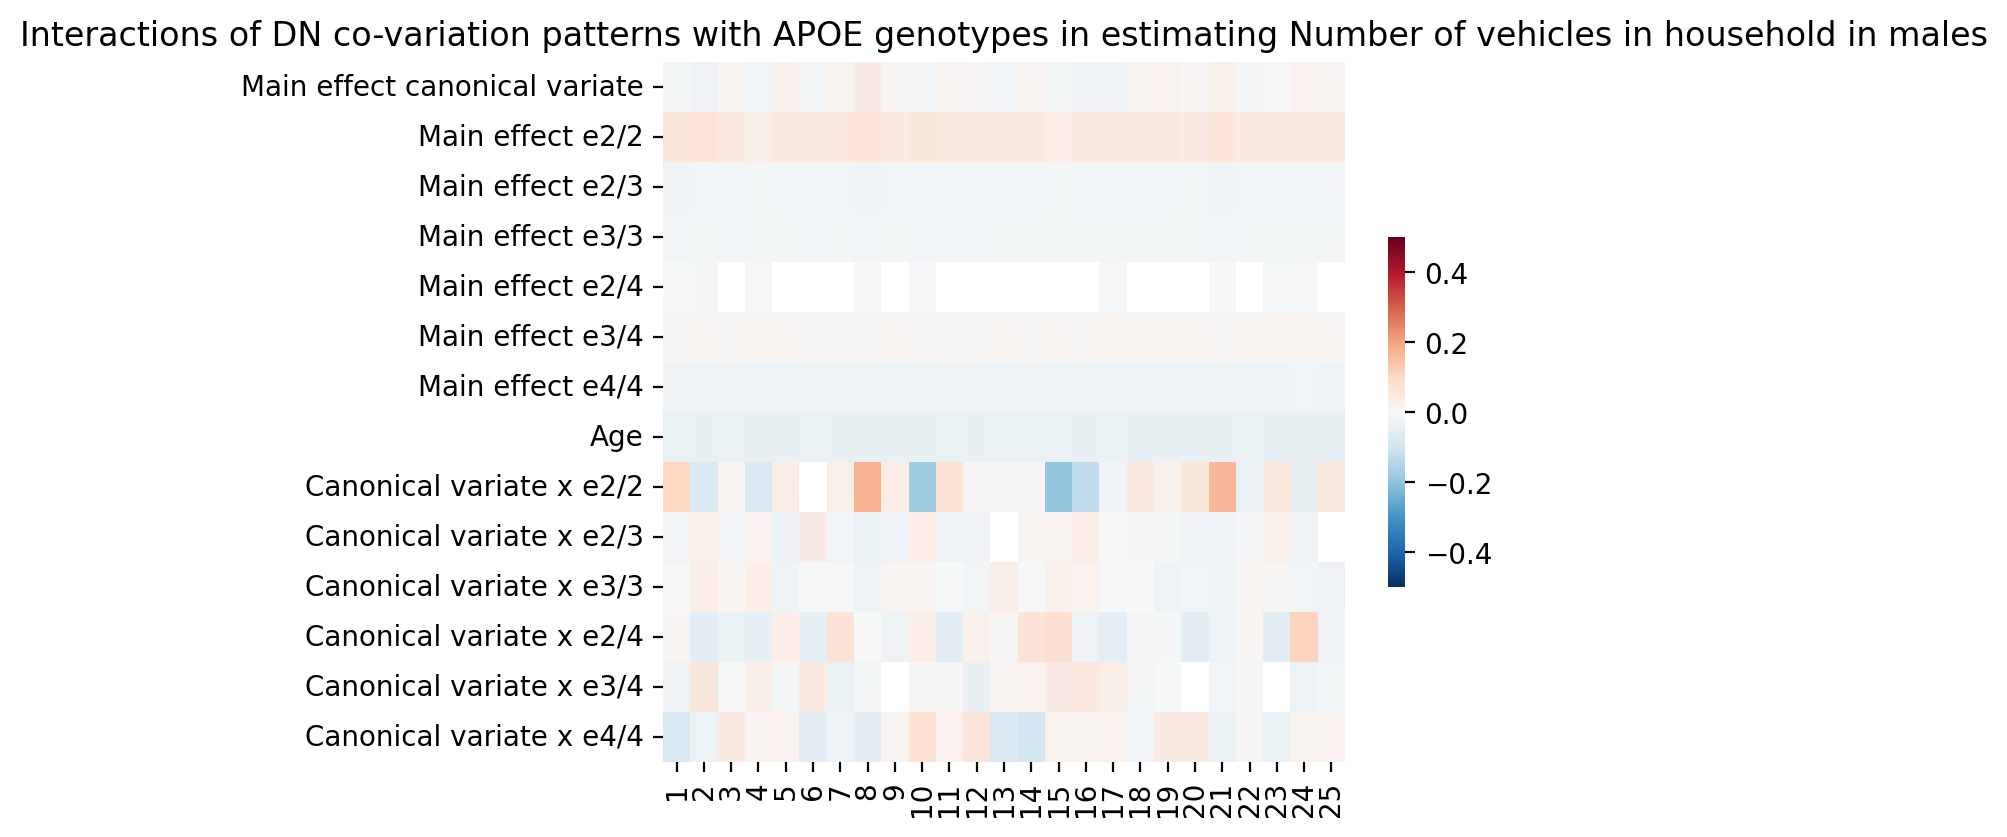 Interactions of DN co-variation patterns with APOE genotypes in estimating Number of vehicles in household in males
Main effect canonical variate
Main effect e2/2
Main effect e2/3
Main effect e3/3
Main effect e2/4
Main effect e3/4
Main effect e4/4
Age
Canonical variate x e2/2
Canonical variate x e2/3
Canonical variate x e3/3
Canonical variate x e2/4
Canonical variate x e3/4
Canonical variate x e4/4
1 2 3 4 5 6 7 8 9 10 11 12 13 14 15 16 17 18 19 20 21 22 23 24 25
0.4
0.2
0.0
−0.2
−0.4